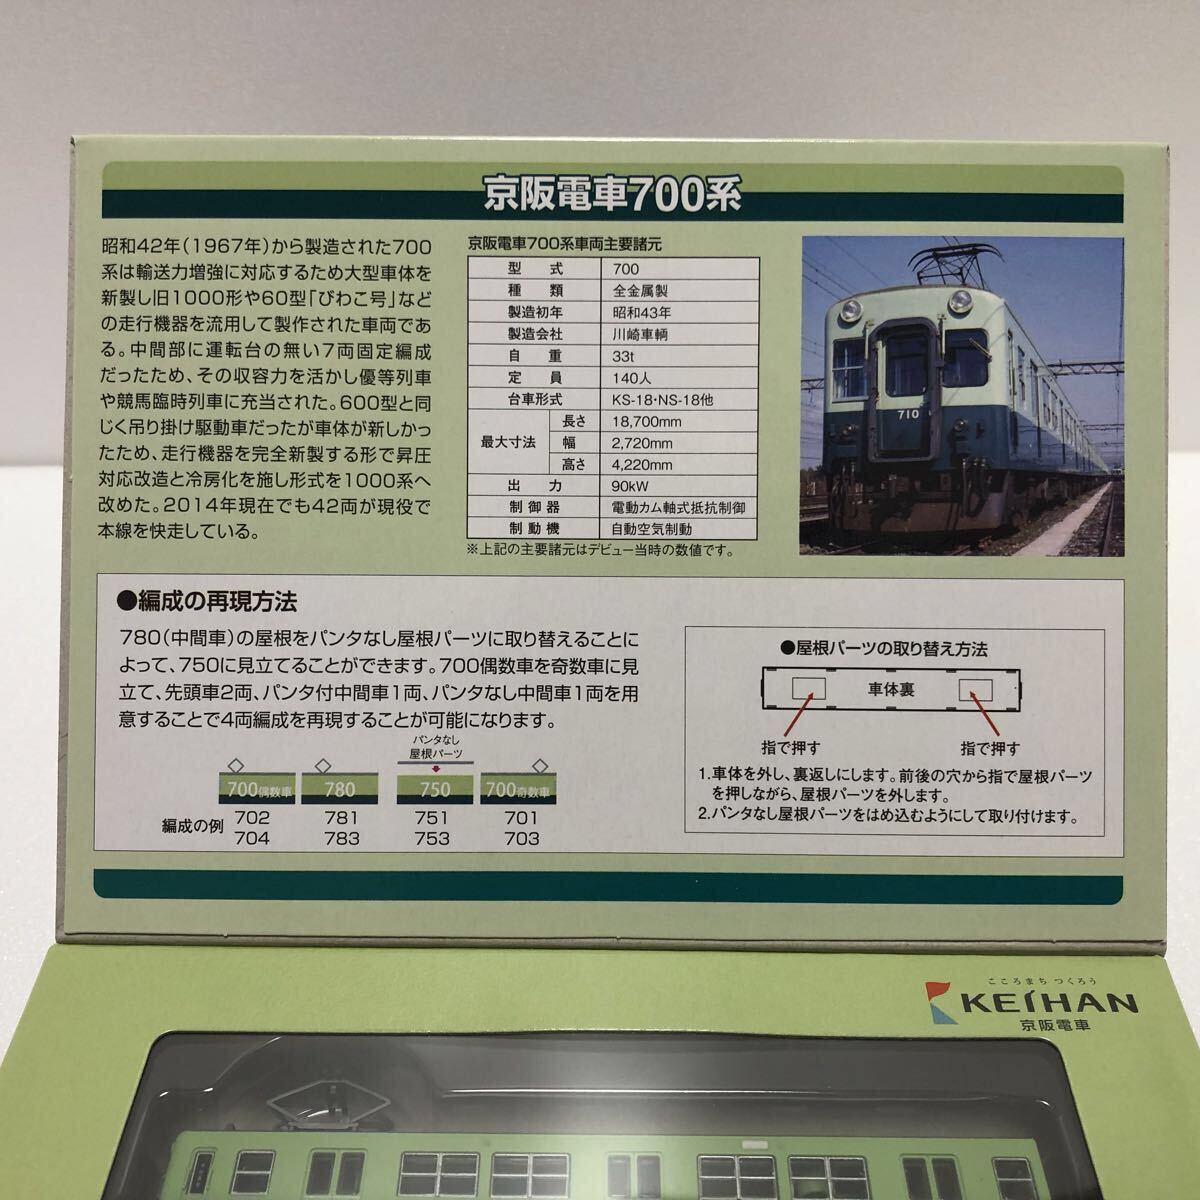 京阪電車700系
昭和42年(1967年)から製造された700
系は輸送力増強に対応するため大型車体を
新製し旧1000形や60型「びわこ号」など
の走行機器を流用して製作された車両であ
る。中間部に運転台の無い7両固定編成
だったため、その収容力を活かし優等列車
や競馬臨時列車に充当された。600型と同
じく吊り掛け駆動車だったが車体が新しかっ
たため、走行機器を完全新製する形で昇圧
対応改造と冷房化を施し形式を1000系へ
改めた。2014年現在でも42両が現役で
本線を快走している。
京阪電車700系車両主要諸元
型 式 700
種 類 全金属製
製造初年 昭和43年
製造会社 川崎車輌
自 重 33t
定 員 140人
台車形式 KS-18・NS-18他
最大寸法 長さ 18,700mm
幅 2,720mm
高さ 4,220mm
出 力 90kW
制 御 器 電動カム軸式抵抗制御
制 動 機 自動空気制動
※上記の主要諸元はデビュー当時の数値です。
710
●編成の再現方法
780(中間車)の屋根をパンタなし屋根パーツに取り替えることに
よって、750に見立てることができます。700偶数車を奇数車に見
立て、先頭車2両、パンタ付中間車1両、パンタなし中間車1両を用
意することで4両編成を再現することが可能になります。
パンタなし
屋根パーツ
700偶数車 780 750 700奇数車
編成の例 702 781 751 701
704 783 753 703
●屋根パーツの取り替え方法
車体裏
指で押す 指で押す
1.車体を外し、裏返しにします。前後の穴から指で屋根パーツ
を押しながら、屋根パーツを外します。
2.パンタなし屋根パーツをはめ込むようにして取り付けます。
こころまち つくろう
KEIHAN
京阪電車